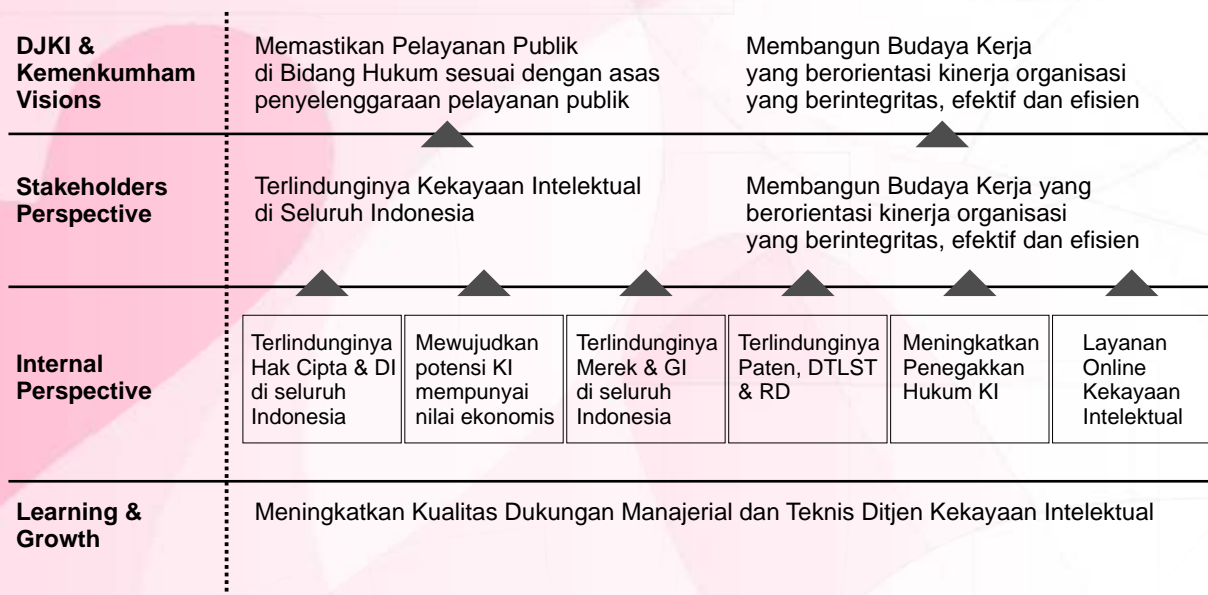 DJKI &
Kemenkumham
Visions
Memastikan Pelayanan Publik
di Bidang Hukum sesuai dengan asas
penyelenggaraan pelayanan publik
Membangun Budaya Kerja
yang berorientasi kinerja organisasi
yang berintegritas, efektif dan efisien
Stakeholders
Perspective
Terlindunginya Kekayaan Intelektual
di Seluruh Indonesia
Membangun Budaya Kerja yang
berorientasi kinerja organisasi
yang berintegritas, efektif dan efisien
Internal
Perspective
Terlindunginya
Hak Cipta & DI
di seluruh
Indonesia
Mewujudkan
potensi KI
mempunyai
nilai ekonomis
Terlindunginya
Merek & GI
di seluruh
Indonesia
Terlindunginya
Paten, DTLST
& RD
Meningkatkan
Penegakkan
Hukum KI
Layanan
Online
Kekayaan
Intelektual
Learning &
Growth
Meningkatkan Kualitas Dukungan Manajerial dan Teknis Ditjen Kekayaan Intelektual